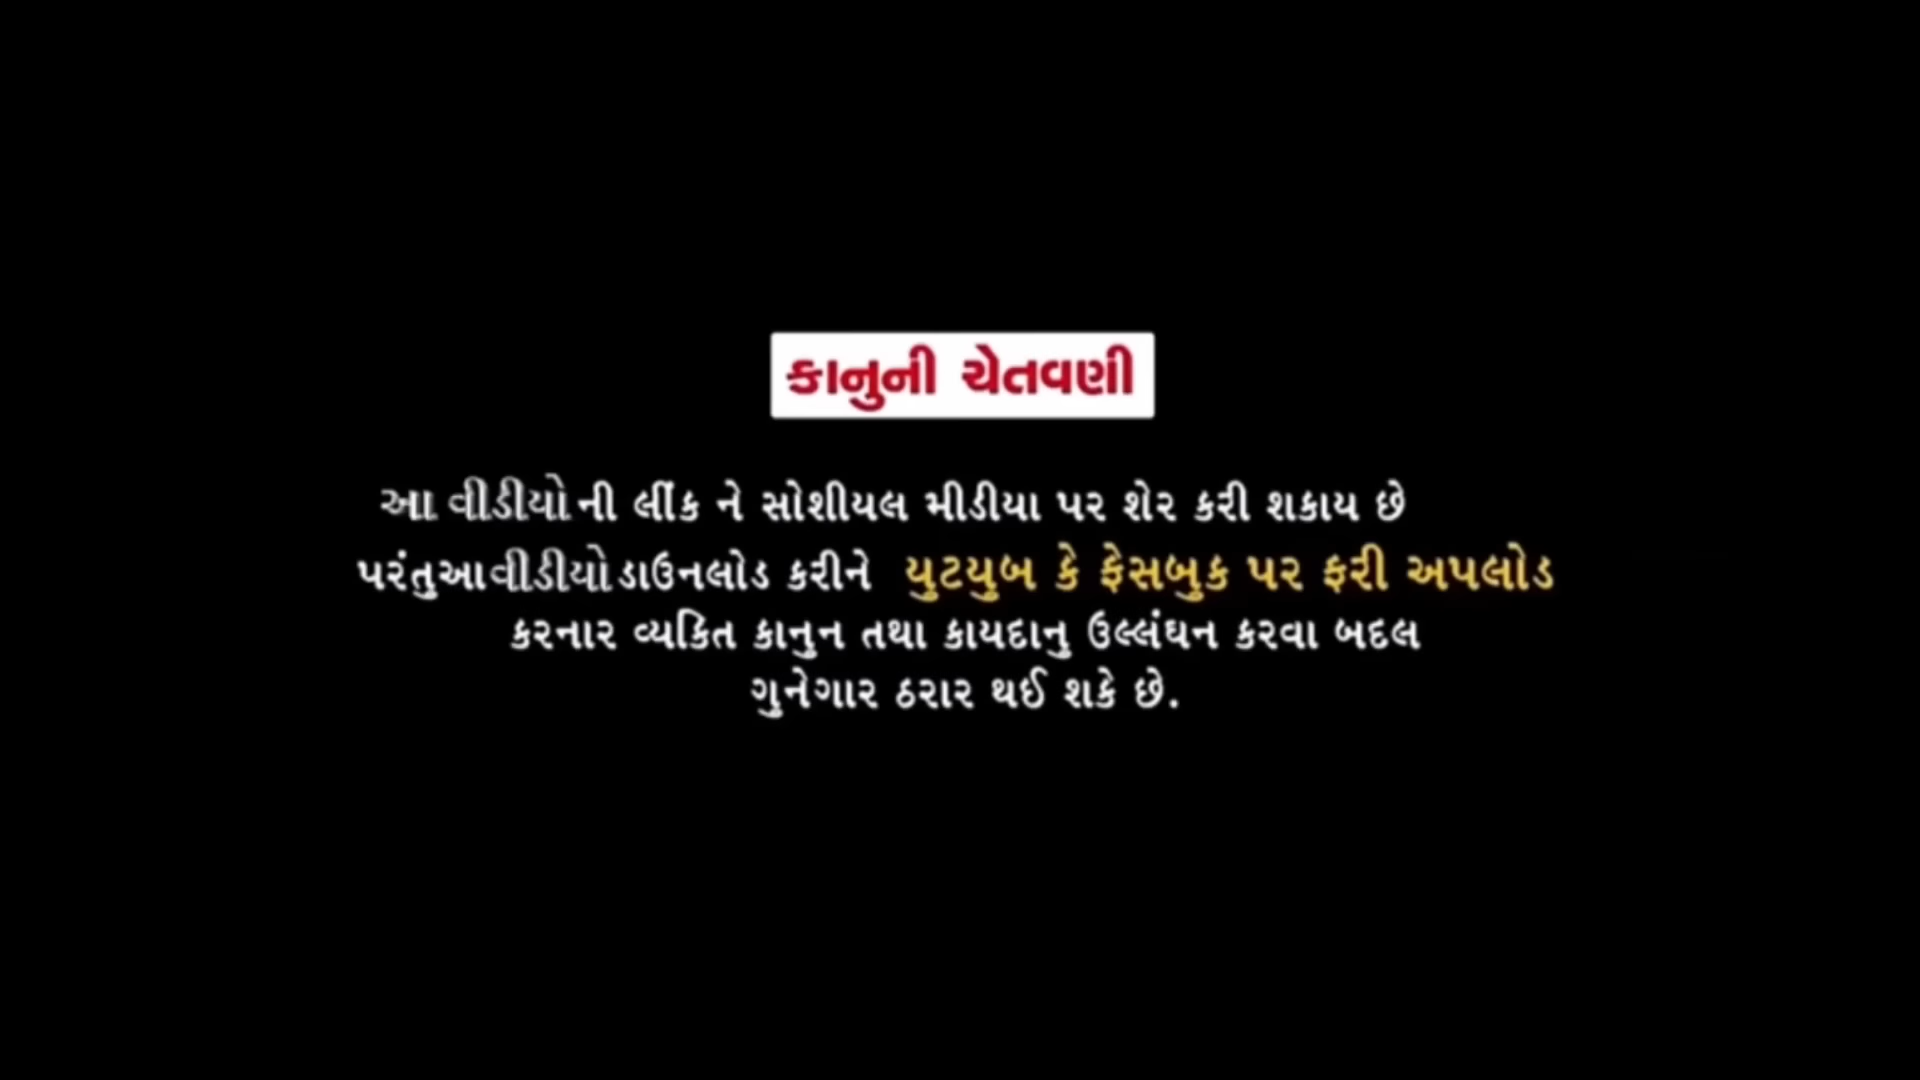 કાનુની ચેતવણી
આ વીડીયો ની લીંક ને સોશીયલ મીડીયા પર શેર કરી શકાય છે
પરંતુઆવીડીયો ડાઉનલોડ કરીને યુટયુબ કે ફેસબુક પર ફરી અપલોડ
કરનાર વ્યકિત કાનુન તથા કાયદાનુ ઉલ્લંઘન કરવા બદલ
ગુનેગાર ઠરાર થઈ શકે છે.